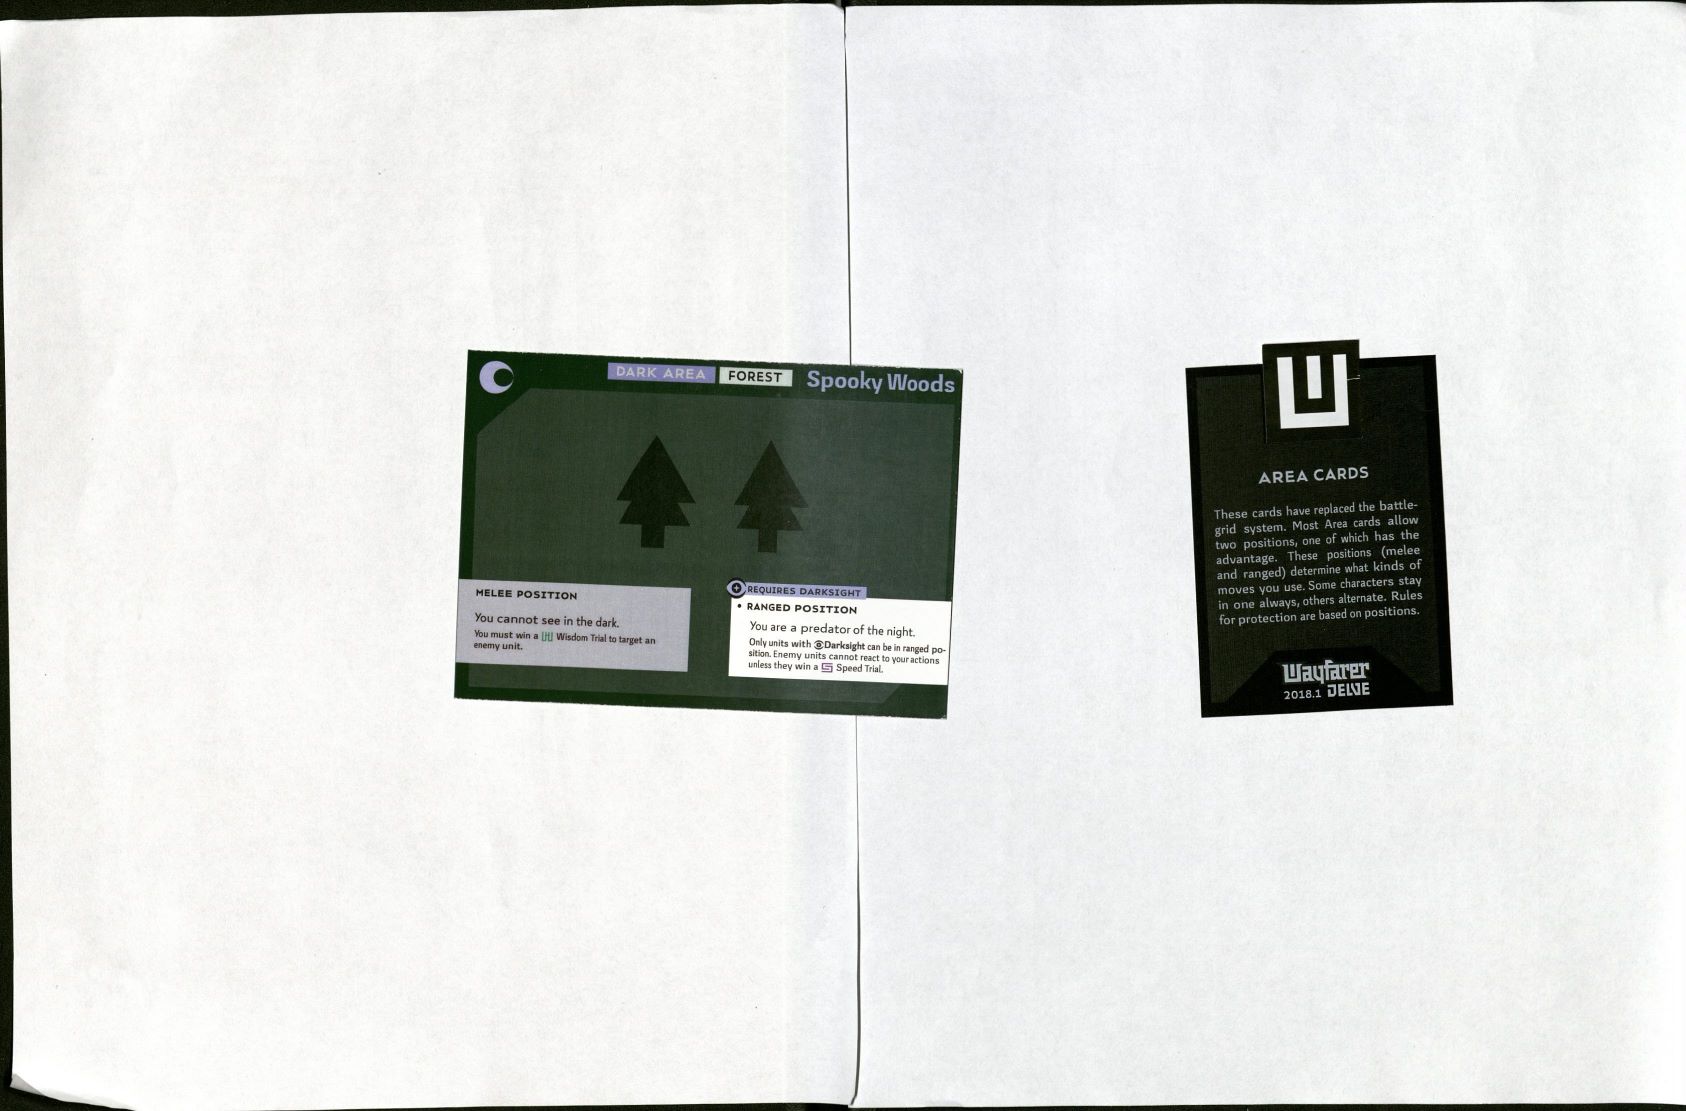 DARK AREA FOREST Spooky Woods
MELEE POSITION
You cannot see in the dark.
You must win a Wisdom Trial to target an
enemy unit.
REQUIRES DARKSIGHT
• RANGED POSITION
You are a predator of the night.
Only units with Darksight can be in ranged po-
sition. Enemy units cannot react to your actions
unless they win a Speed Trial.
AREA CARDS
These cards have replaced the battle-
grid system. Most Area cards allow
two positions, one of which has the
advantage. These positions (melee
and ranged) determine what kinds of
moves you use. Some characters stay
in one always, others alternate. Rules
for protection are based on positions.
Wayfarer
2018.1 DELVE